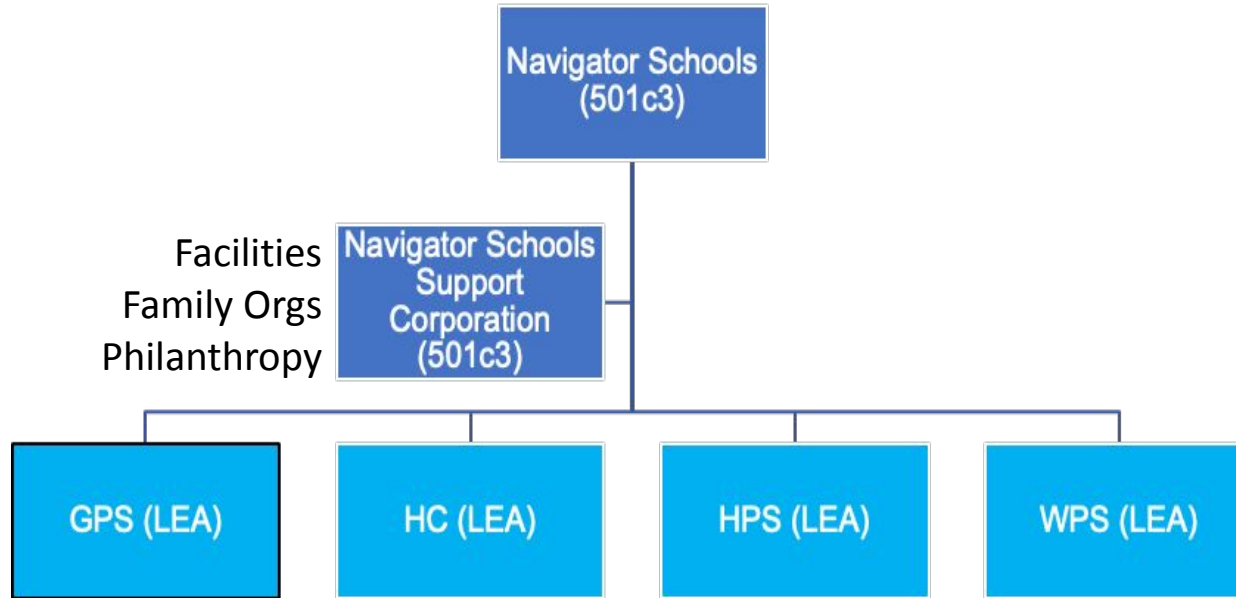 Navigator Schools
(501c3)
Facilities
Family Orgs
Philanthropy
Navigator Schools
Support
Corporation
(501c3)
GPS (LEA)
HC (LEA)
HPS (LEA)
WPS (LEA)